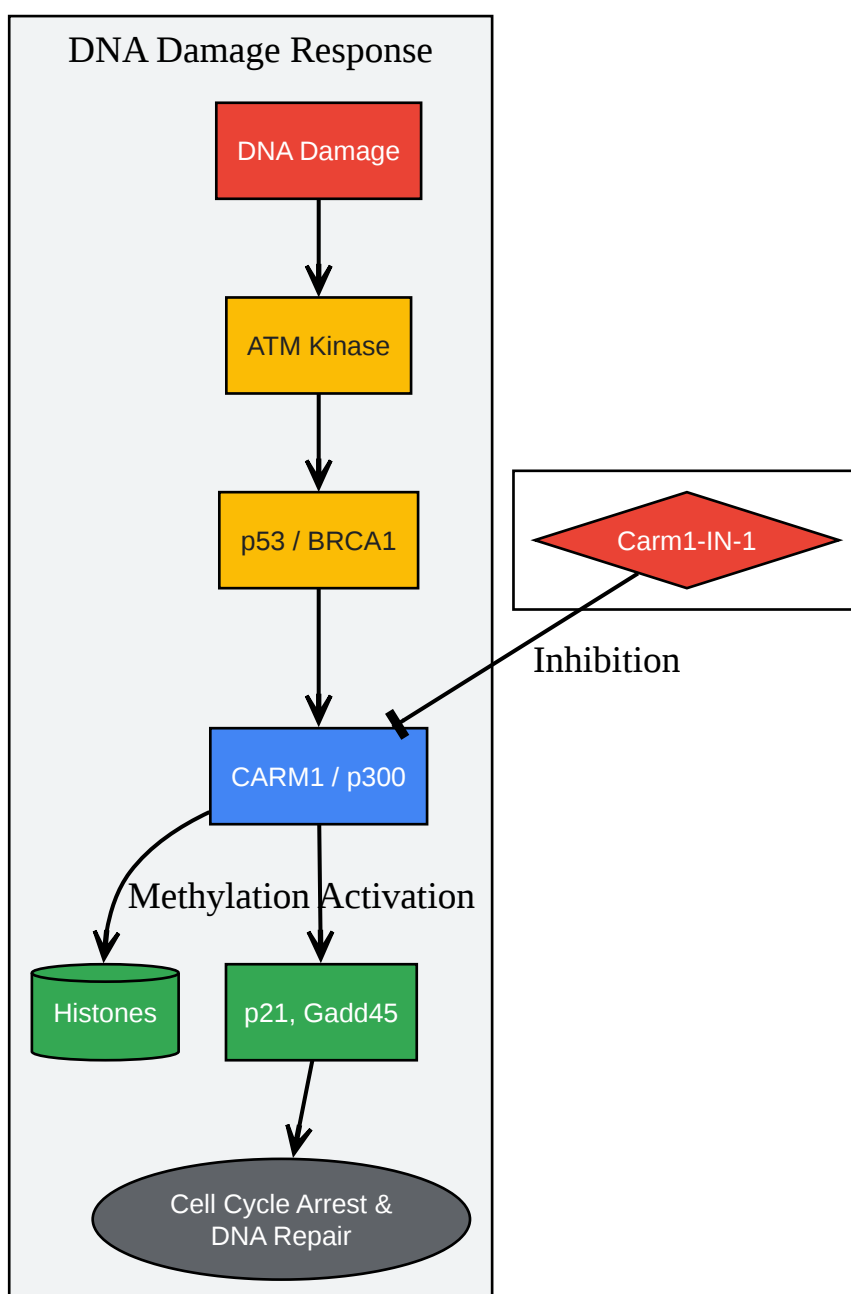 DNA Damage Response
DNA Damage
ATM Kinase
p53 / BRCA1
Carm1-IN-1
Inhibition
CARM1 / p300
Methylation
Activation
Histones
p21, Gadd45
Cell Cycle Arrest &
DNA Repair